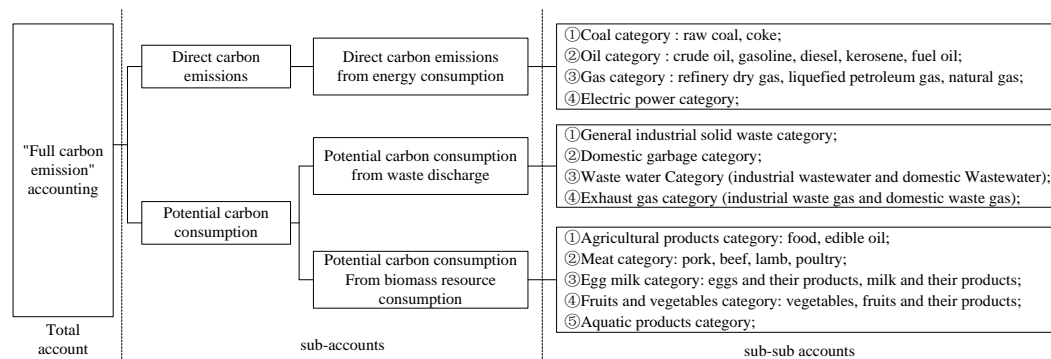 "Full carbon
emission"
accounting
Total
account
Direct carbon
emissions
Potential carbon
consumption
Direct carbon emissions
from energy consumption
Potential carbon consumption
from waste discharge
Potential carbon consumption
From biomass resource
consumption
sub-accounts
①Coal category : raw coal, coke;
②Oil category : crude oil, gasoline, diesel, kerosene, fuel oil;
③Gas category : refinery dry gas, liquefied petroleum gas, natural gas;
④Electric power category;
①General industrial solid waste category;
②Domestic garbage category;
③Waste water Category (industrial wastewater and domestic Wastewater);
④Exhaust gas category (industrial waste gas and domestic waste gas);
①Agricultural products category: food, edible oil;
②Meat category: pork, beef, lamb, poultry;
③Egg milk category: eggs and their products, milk and their products;
④Fruits and vegetables category: vegetables, fruits and their products;
⑤Aquatic products category;
sub-sub accounts